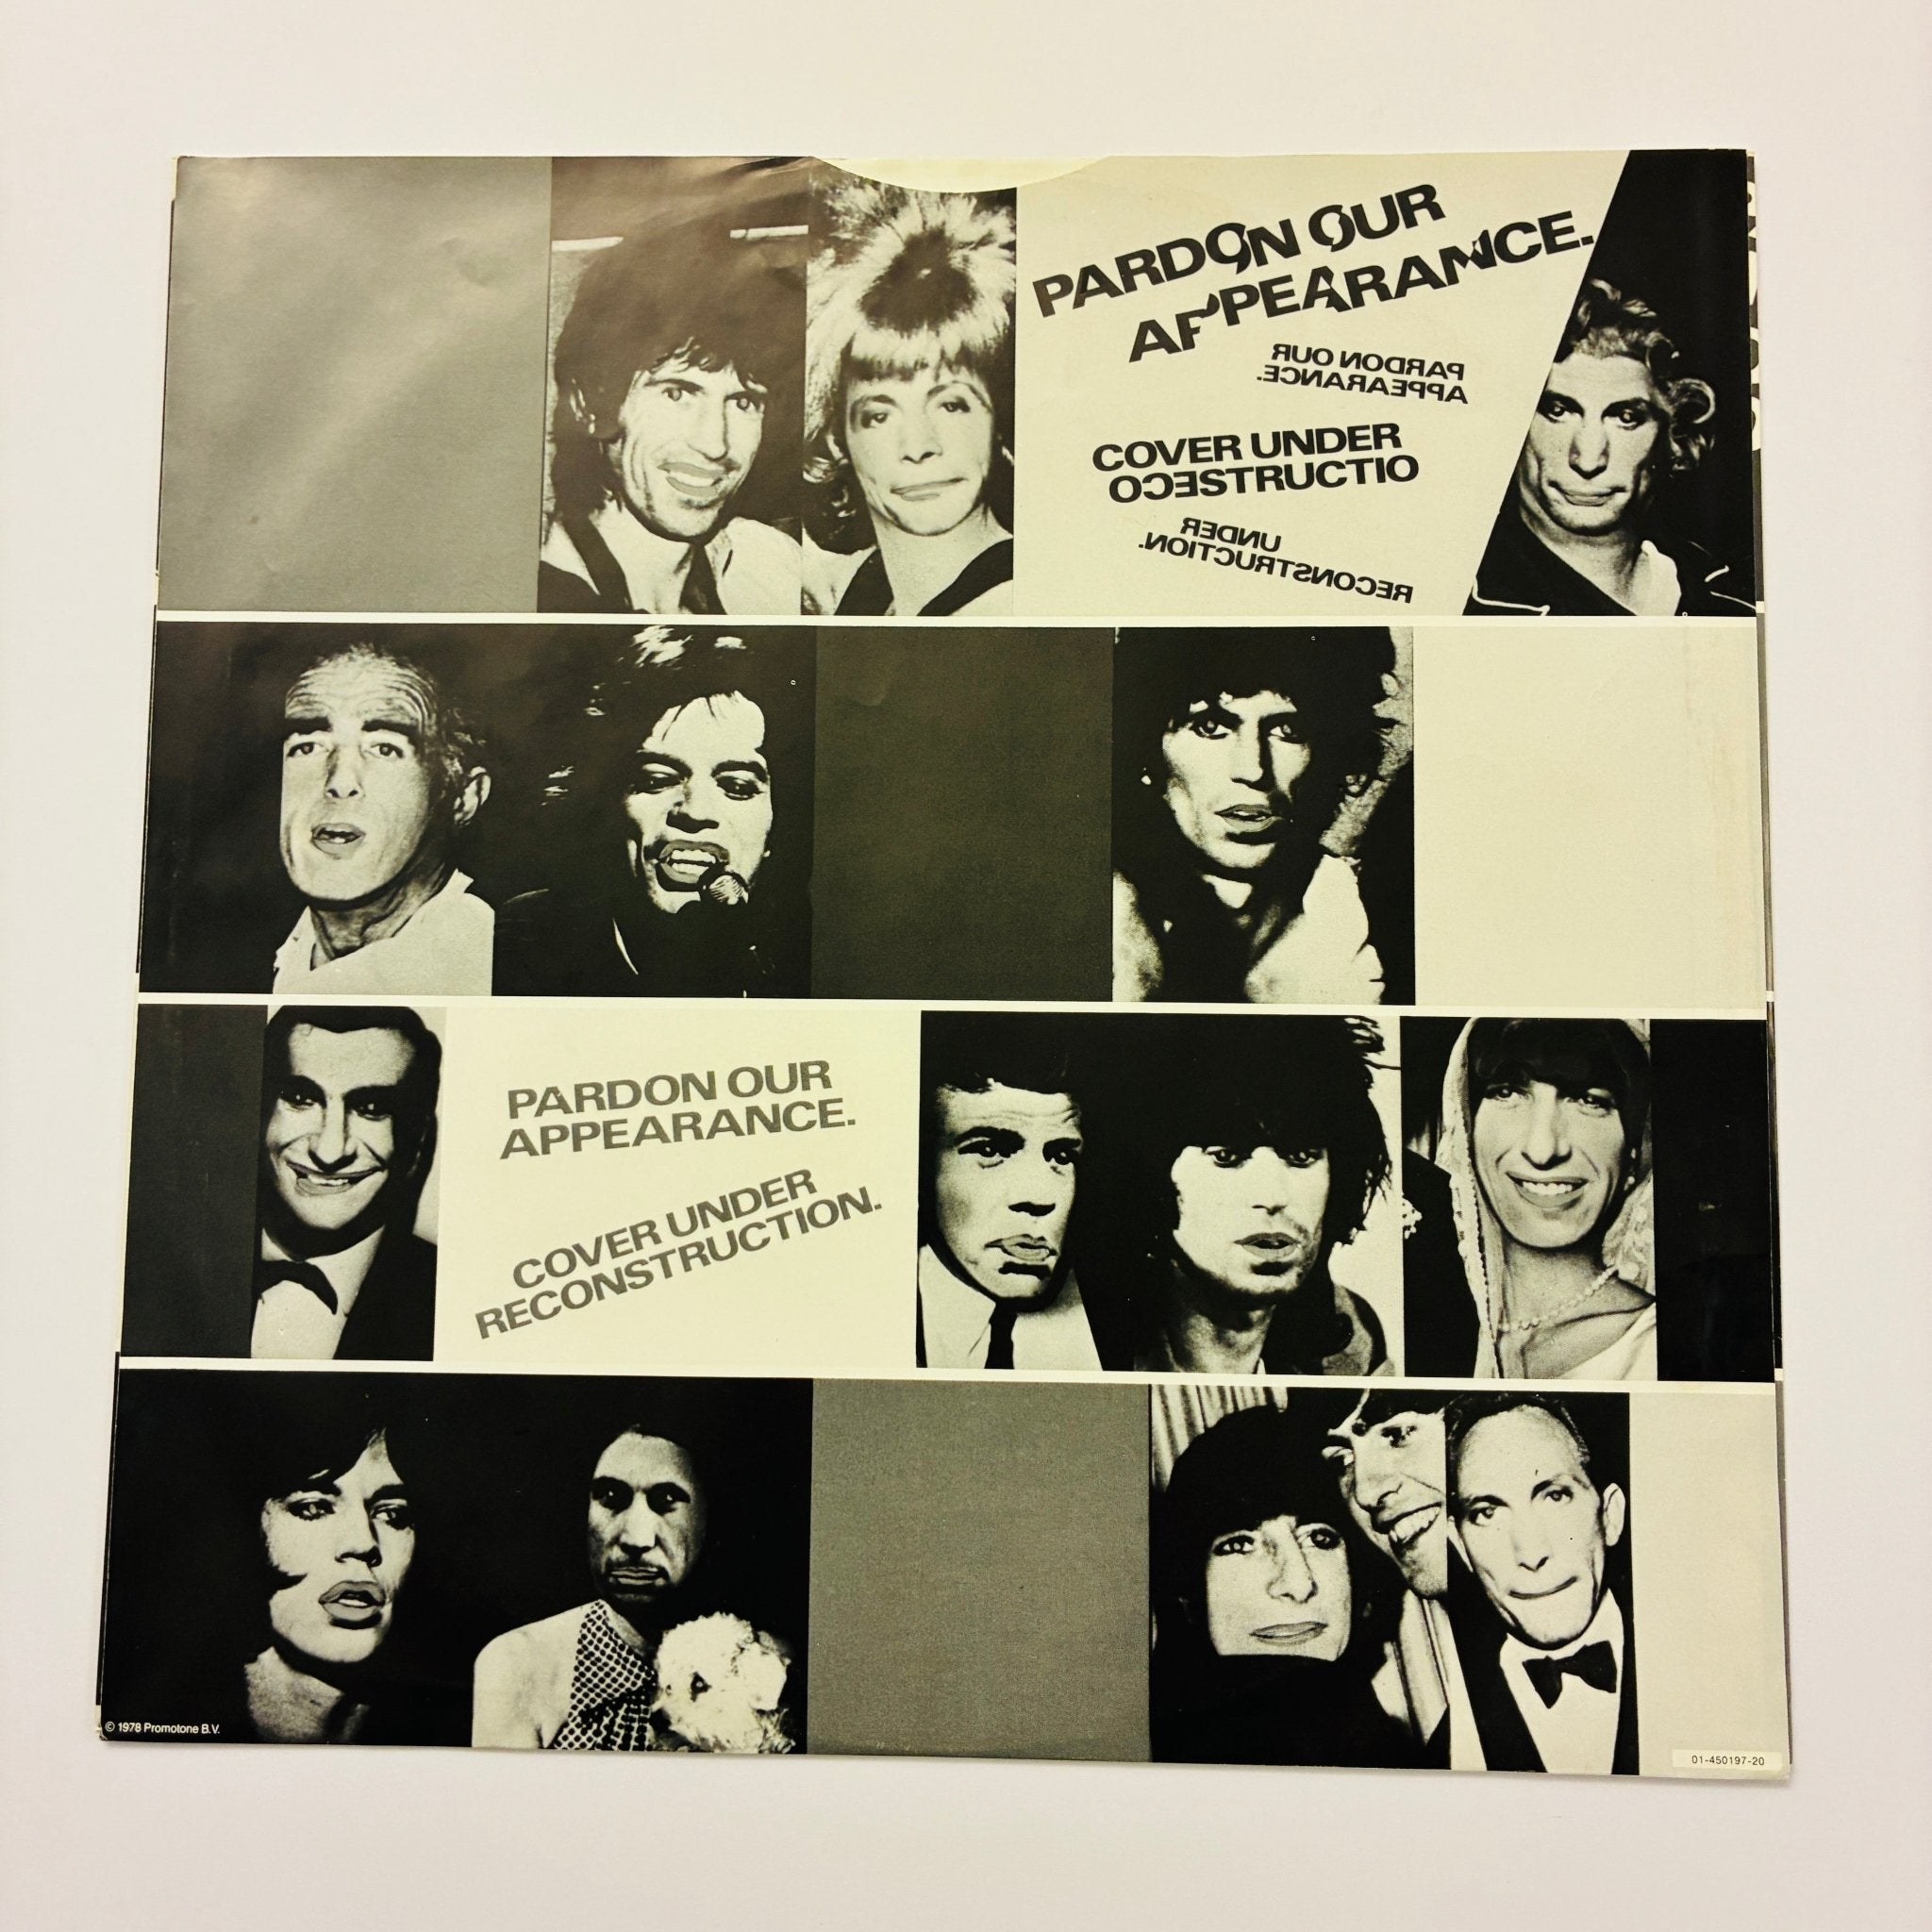 PARDON OUR
APPEARANCE.
PARDON OUR
APPEARANCE.
COVER UNDER
OCESTRUCTIO
UNDER
RECONSTRUCTION.
PARDON OUR
APPEARANCE.
COVER UNDER
RECONSTRUCTION.
© 1978 Promotone B.V.
01-450197-20